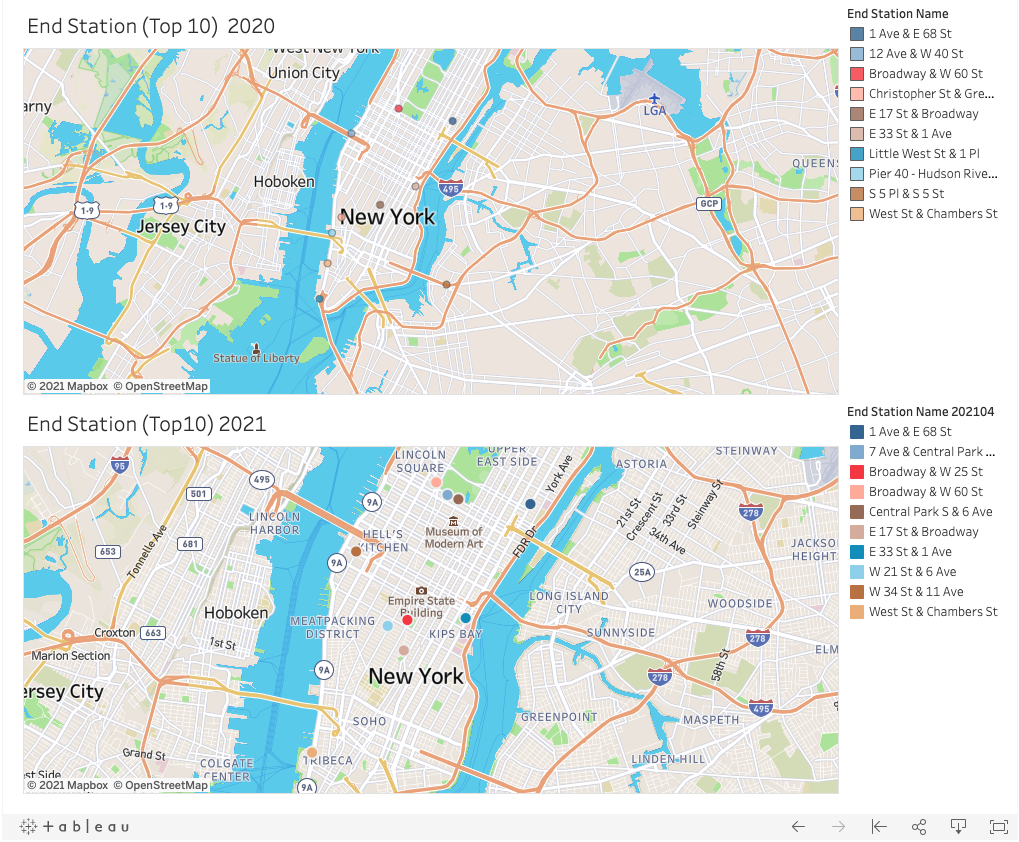 End Station (Top 10) 2020
West New York
Union City
arny
LGA
QUEENS
Hoboken
495
1-9
1-9
GCP
New York
Jersey City
Statue of Liberty
© 2021 Mapbox © OpenStreetMap
End Station Name
1 Ave & E 68 St
12 Ave & W 40 St
Broadway & W 60 St
Christopher St & Gre...
E 17 St & Broadway
E 33 St & 1 Ave
Little West St & 1 Pl
Pier 40 - Hudson Rive...
S 5 Pl & S 5 St
West St & Chambers St
End Station (Top10) 2021
LINCOLN
SQUARE
UPPER
EAST SIDE
York Ave
ASTORIA
STEINWAY
95
495
501
9A
21st St
Crescent St
33rd St
Steinway St
34th Ave
278
LINCOLN
HARBOR
HELL'S
KITCHEN
Museum of
Modern Art
FDR Dr
653
681
Tonnelle Ave
9A
25A
JACKSO
HEIGHT
Empire State
Building
LONG ISLAND
CITY
WOODSIDE
Hoboken
MEATPACKING
DISTRICT
KIPS BAY
SUNNYSIDE
Croxton
663
1st St
278
ELM
Marion Section
9A
New York
58th St
278
ersey City
495
SOHO
GREENPOINT
MASPETH
Grand St
COLGATE
CENTER
TRIBECA
LINDEN HILL
st Side
9A
© 2021 Mapbox © OpenStreetMap
End Station Name 202104
1 Ave & E 68 St
7 Ave & Central Park ...
Broadway & W 25 St
Broadway & W 60 St
Central Park S & 6 Ave
E 17 St & Broadway
E 33 St & 1 Ave
W 21 St & 6 Ave
W 34 St & 11 Ave
West St & Chambers St
+ a b l e a u